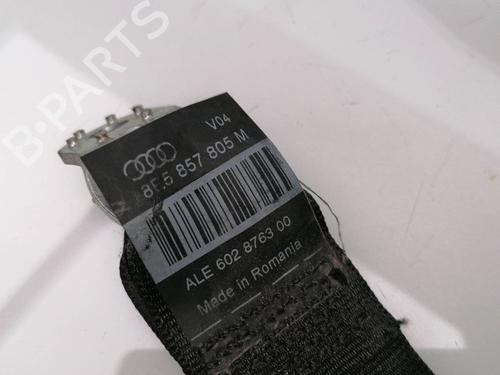 B-PARTS
V04
8E5 857 805 M
ALE 602 8763 00
Made in Romania